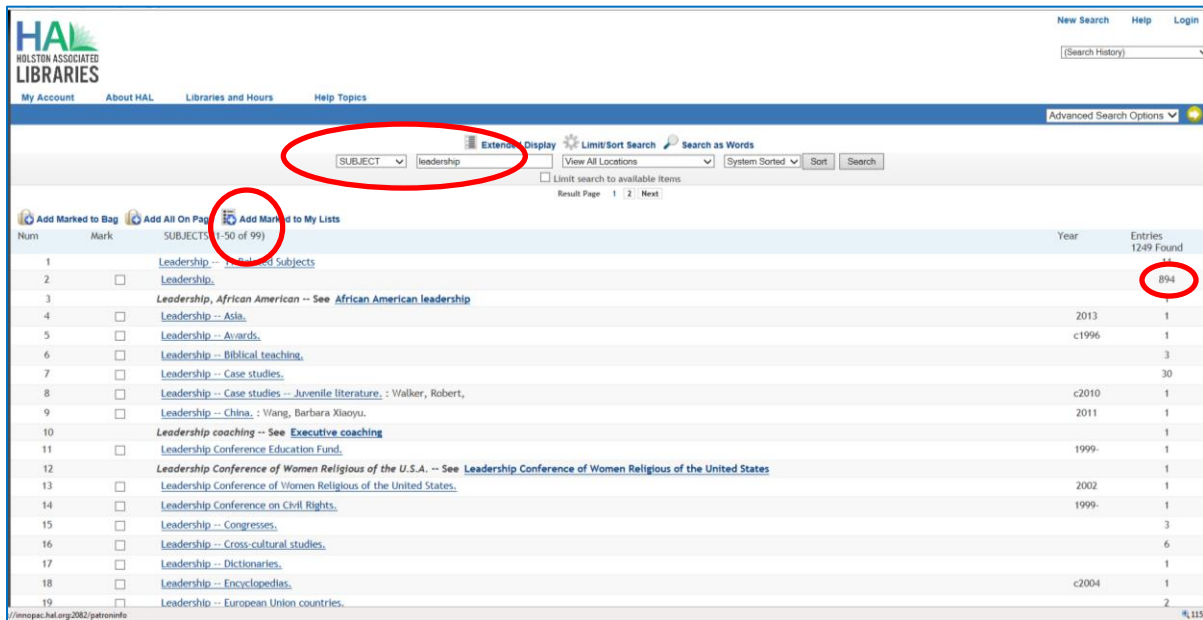 New Search Help Login
HAL
HOLSTON ASSOCIATED
LIBRARIES
(Search History)
My Account About HAL Libraries and Hours Help Topics
Advanced Search Options
Extended Display Limit/Sort Search Search as Words
SUBJECT leadership View All Locations System Sorted Sort Search
Limit search to available items
Result Page 1 2 Next
Add Marked to Bag Add All On Page Add Marked to My Lists
Num Mark SUBJECTS (1-50 of 99) Year Entries
1249 Found
1 Leadership -- 11 Related Subjects 11
2 Leadership. 894
3 Leadership, African American -- See African American leadership 1
4 Leadership -- Asia. 2013 1
5 Leadership -- Awards. c1996 1
6 Leadership -- Biblical teaching. 3
7 Leadership -- Case studies. 30
8 Leadership -- Case studies -- Juvenile literature. : Walker, Robert, c2010 1
9 Leadership -- China. : Wang, Barbara Xiaoyu. 2011 1
10 Leadership coaching -- See Executive coaching 1
11 Leadership Conference Education Fund. 1999- 1
12 Leadership Conference of Women Religious of the U.S.A. -- See Leadership Conference of Women Religious of the United States 1
13 Leadership Conference of Women Religious of the United States. 2002 1
14 Leadership Conference on Civil Rights. 1999- 1
15 Leadership -- Congresses. 3
16 Leadership -- Cross-cultural studies. 6
17 Leadership -- Dictionaries. 1
18 Leadership -- Encyclopedias. c2004 1
19 Leadership -- European Union countries. 2
//innopac.hal.org:2082/patroninfo 115